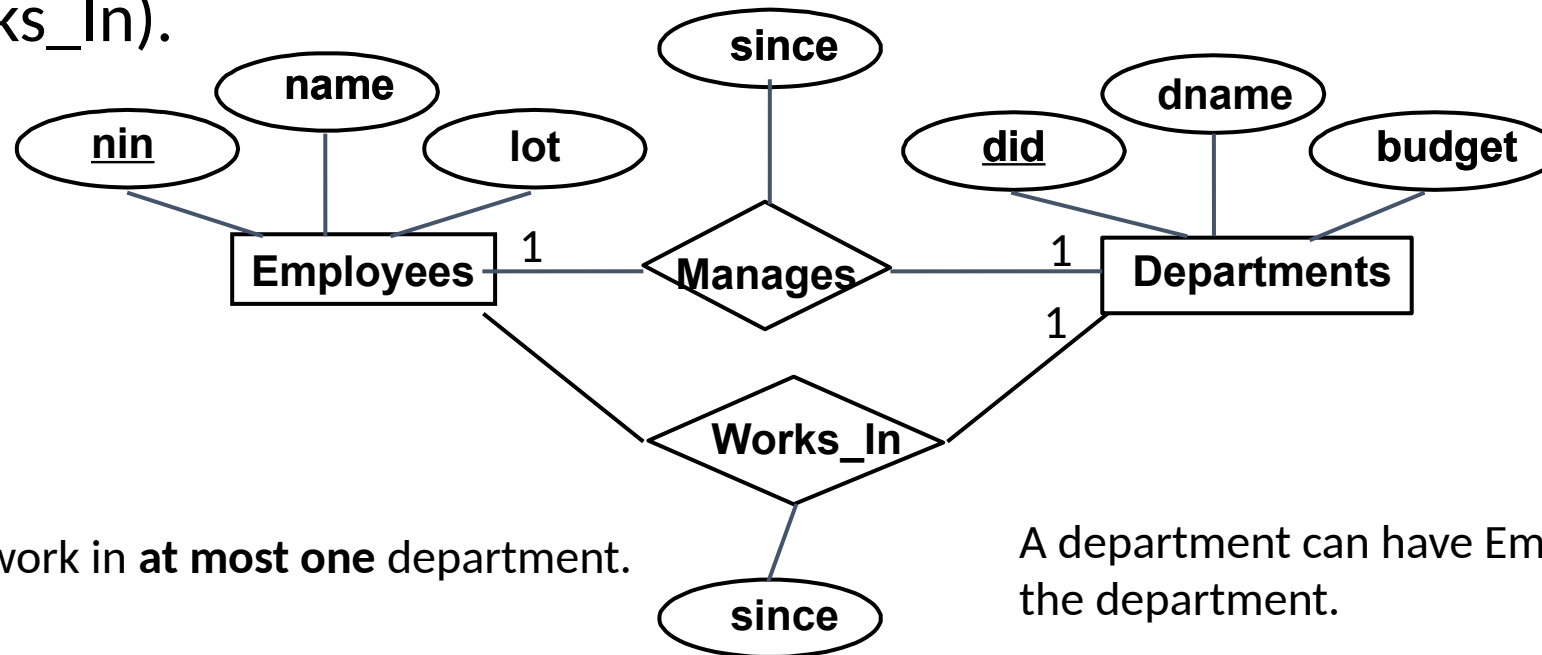 ks_In).
since
name
dname
nin
lot
did
budget
1
1
Employees
Manages
Departments
1
Works_In
work in at most one department.
A department can have Em
the department.
since